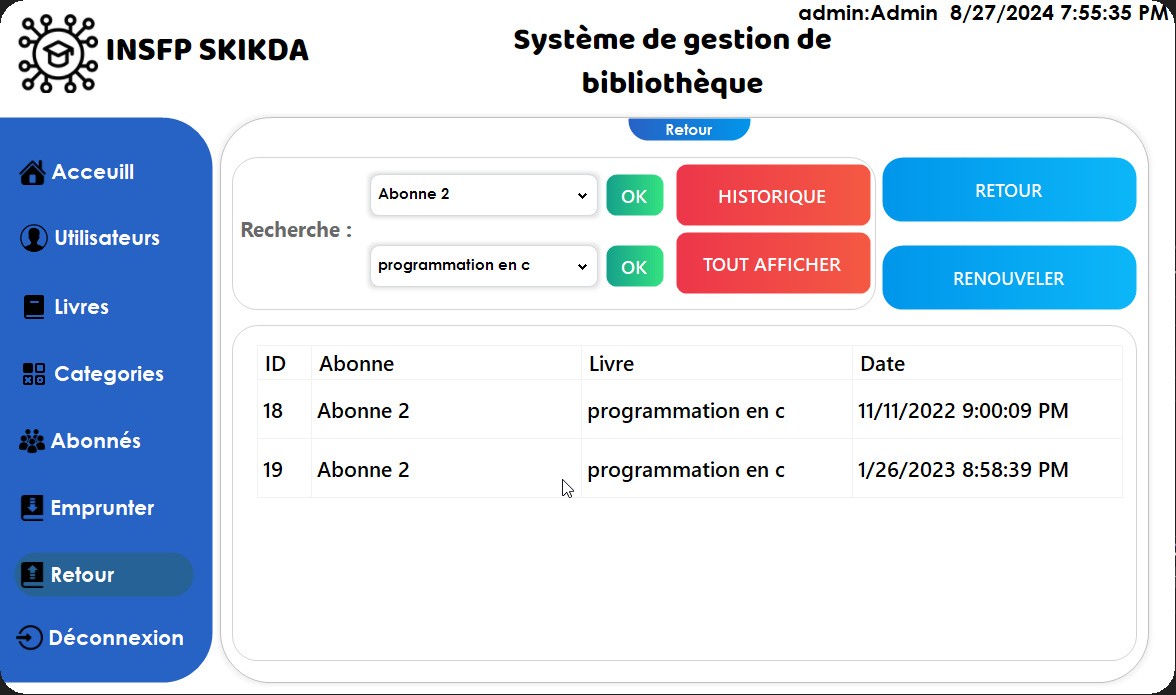 admin:Admin 8/27/2024 7:55:35 PM
INSFP SKIKDA
Système de gestion de
bibliothèque
Acceuill
Utilisateurs
Livres
Categories
Abonnés
Emprunter
Retour
Déconnexion
Retour
Recherche :
Abonne 2
OK
programmation en c
OK
HISTORIQUE
TOUT AFFICHER
RETOUR
RENOUVELER
ID Abonne Livre Date
18 Abonne 2 programmation en c 11/11/2022 9:00:09 PM
19 Abonne 2 programmation en c 1/26/2023 8:58:39 PM